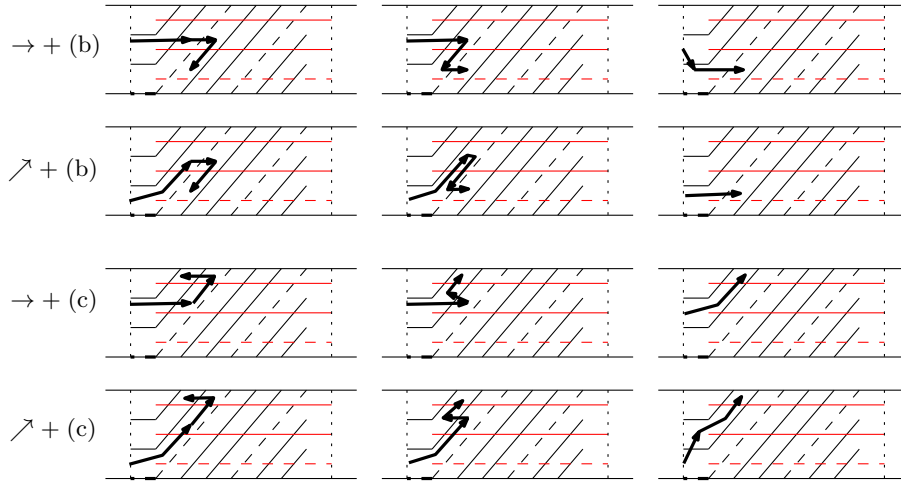 → + (b)
↗ + (b)
→ + (c)
↗ + (c)